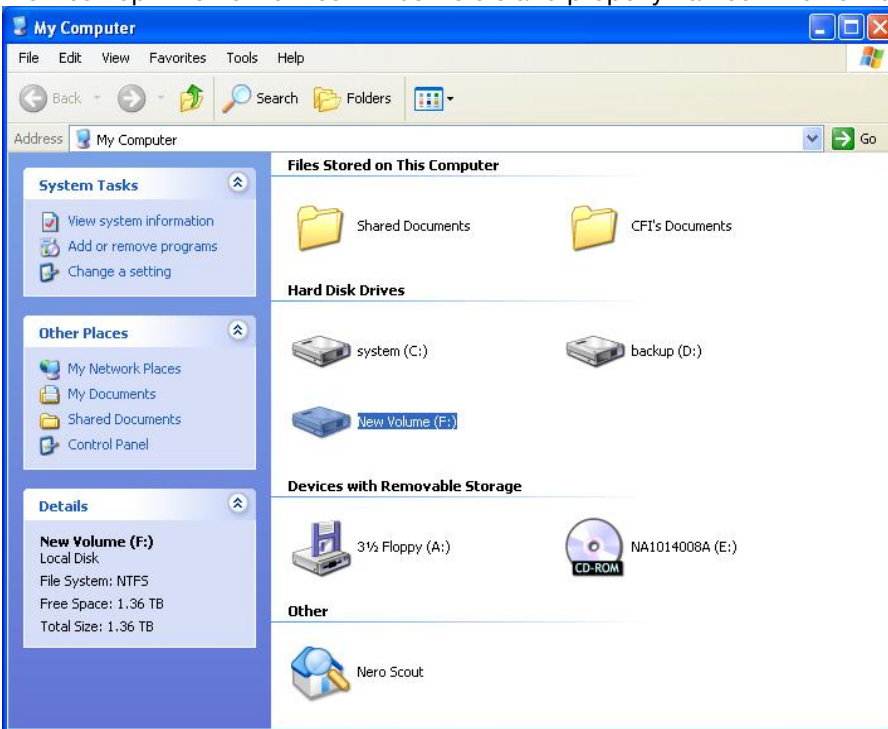 My Computer
File Edit View Favorites Tools Help
Back Search Folders
Address My Computer Go
System Tasks
View system information
Add or remove programs
Change a setting
Other Places
My Network Places
My Documents
Shared Documents
Control Panel
Details
New Volume (F:)
Local Disk
File System: NTFS
Free Space: 1.36 TB
Total Size: 1.36 TB
Files Stored on This Computer
Shared Documents CFI's Documents
Hard Disk Drives
system (C:) backup (D:)
New Volume (F:)
Devices with Removable Storage
3½ Floppy (A:) NA1014008A (E:)
CD-ROM
Other
Nero Scout